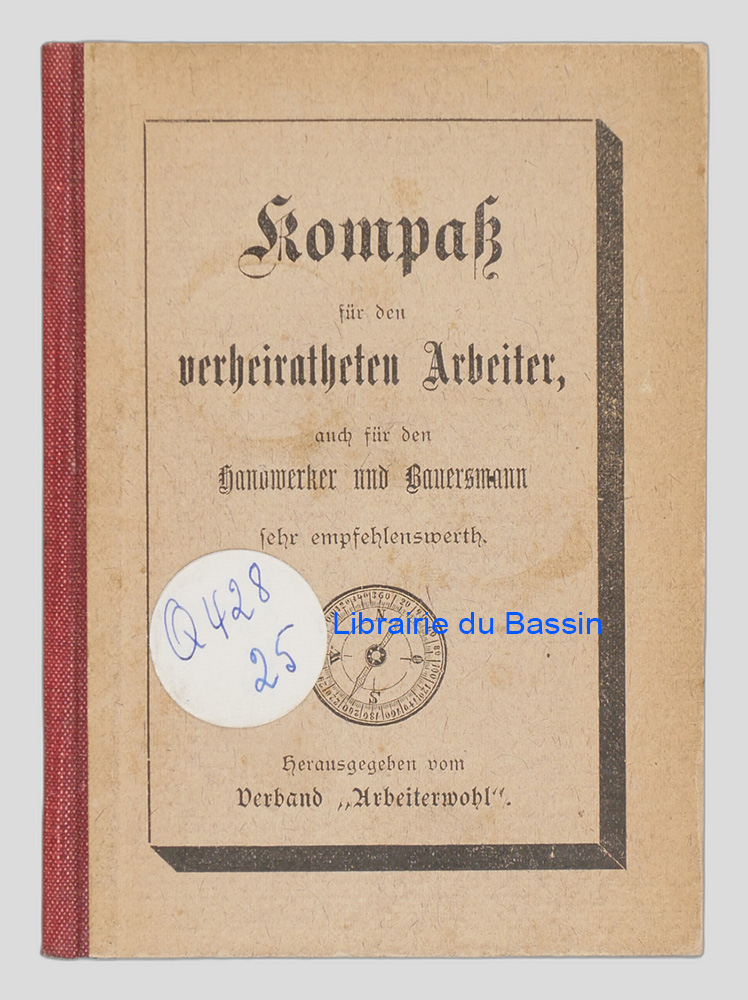 Kompaß
für den
verheiratheten Arbeiter,
auch für den
Handwerker und Bauersmann
sehr empfehlenswerth.
Q 428
25
Librairie du Bassin
N
O
S
W
Herausgegeben vom
Verband „Arbeiterwohl“.